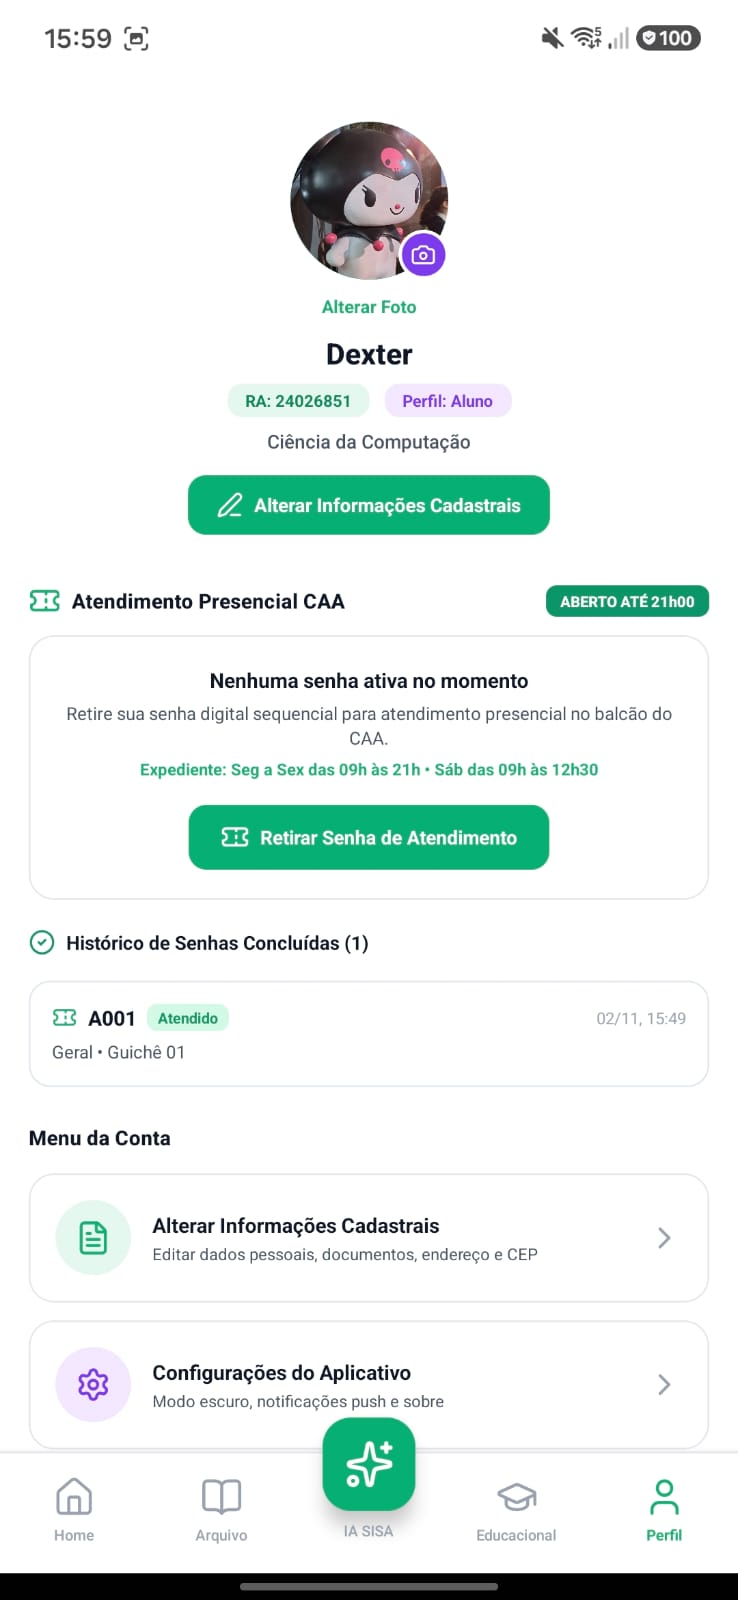 15:59
5
100
Alterar Foto
Dexter
RA: 24026851
Perfil: Aluno
Ciência da Computação
Alterar Informações Cadastrais
Atendimento Presencial CAA
ABERTO ATÉ 21h00
Nenhuma senha ativa no momento
Retire sua senha digital sequencial para atendimento presencial no balcão do
CAA.
Expediente: Seg a Sex das 09h às 21h • Sáb das 09h às 12h30
Retirar Senha de Atendimento
Histórico de Senhas Concluídas (1)
A001 Atendido
02/11, 15:49
Geral • Guichê 01
Menu da Conta
Alterar Informações Cadastrais
Editar dados pessoais, documentos, endereço e CEP
Configurações do Aplicativo
Modo escuro, notificações push e sobre
Home
Arquivo
IA SISA
Educacional
Perfil